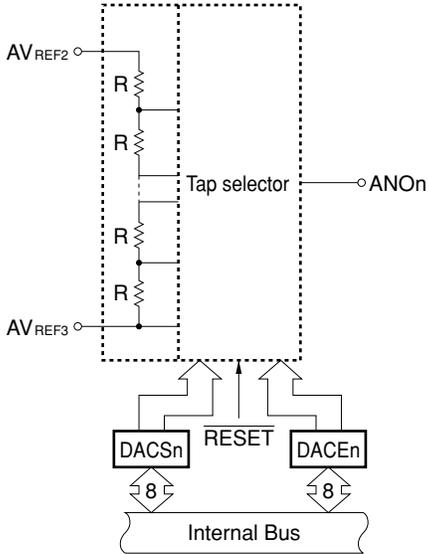 AVREF2
R
R
Tap selector
ANOn
R
R
AVREF3
RESET
DACSn
DACEn
8
8
Internal Bus